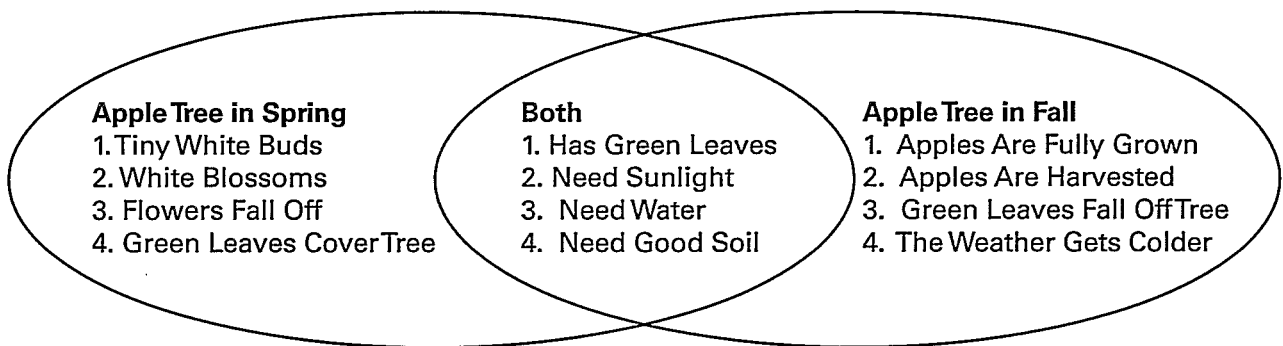 Apple Tree in Spring
1. Tiny White Buds
2. White Blossoms
3. Flowers Fall Off
4. Green Leaves Cover Tree
Both
1. Has Green Leaves
2. Need Sunlight
3. Need Water
4. Need Good Soil
Apple Tree in Fall
1. Apples Are Fully Grown
2. Apples Are Harvested
3. Green Leaves Fall Off Tree
4. The Weather Gets Colder